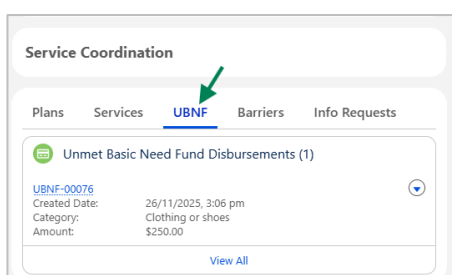 Service Coordination
Plans Services UBNF Barriers Info Requests
Unmet Basic Need Fund Disbursements (1)
UBNF-00076
Created Date: 26/11/2025, 3:06 pm
Category: Clothing or shoes
Amount: $250.00
View All